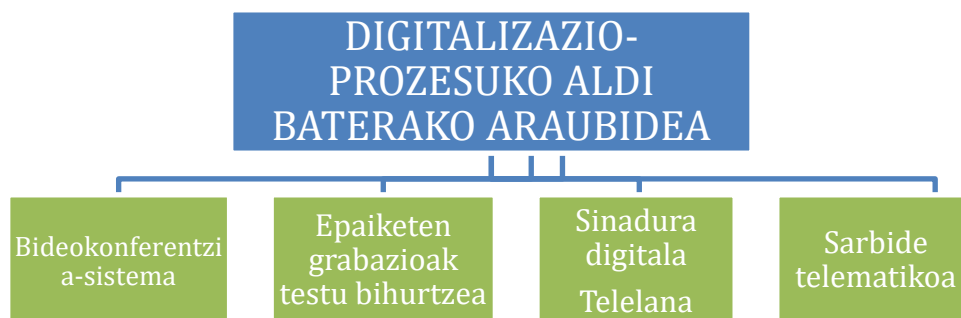 DIGITALIZAZIO-
PROZESUKO ALDI
BATERAKO ARAUBIDEA
Bideokonferentzi
a-sistema
Epaiketen
grabazioak
testu bihurtzea
Sinadura
digitala
Telelana
Sarbide
telematikoa